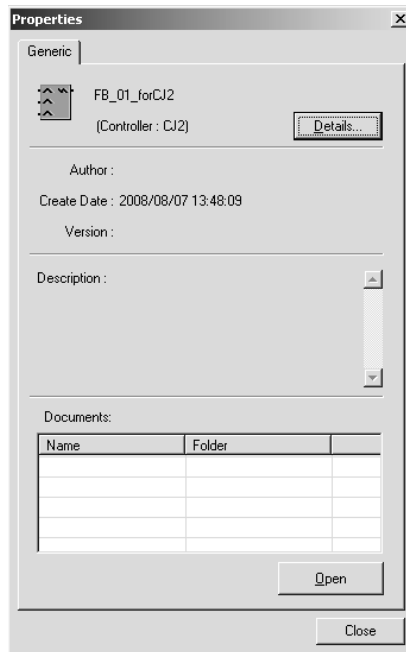 Properties
Generic
FB_01_forCJ2
(Controller : CJ2)
Details...
Author :
Create Date : 2008/08/07 13:48:09
Version :
Description :
Documents:
Name Folder
Open
Close